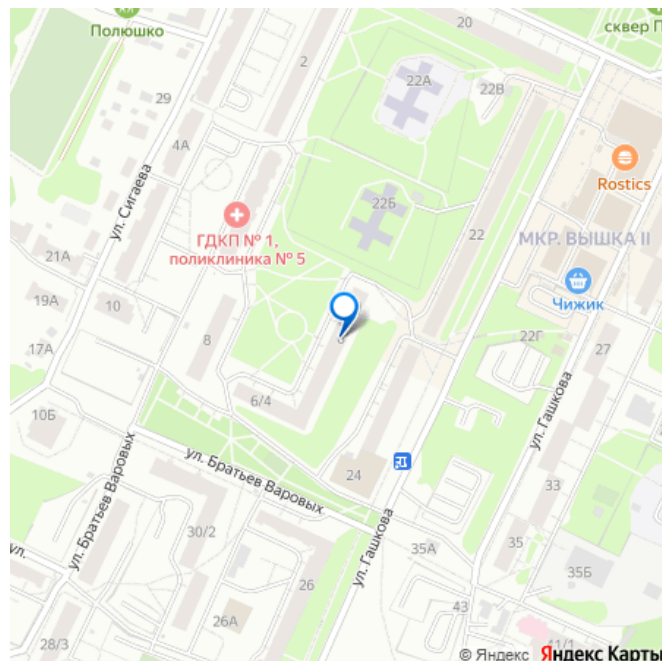 Полюшко
20
сквер П
2
22А
22В
29
4А
Rostics
ул. Сигаева
ГДКП № 1,
поликлиника № 5
22Б
22
МКР. ВЫШКА II
21А
Чижик
19А
10
8
22Г
27
17А
6/4
ул. Гашкова
10Б
ул. Братьев Варовых
24
33
ул. Братьев Варовых
30/2
35А
35
ул.
ул. Гашкова
26
35Б
26А
43
28/3
41/1
© Яндекс Яндекс Карты